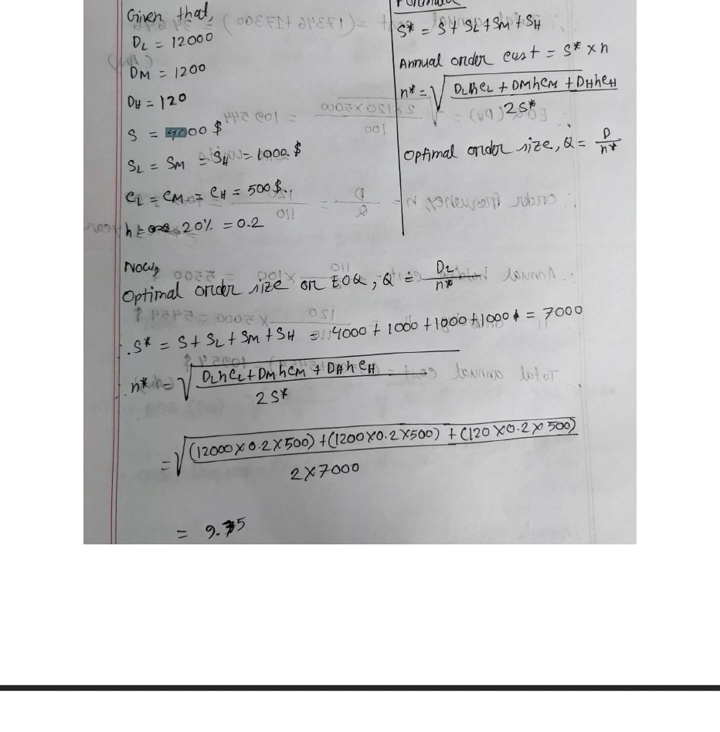 Given that,
DL = 12000
DM = 1200
DH = 120
S = 4000 $
SL = SM = SH = 1000 $
CL = CM = CH = 500 $
h = 20% = 0.2
Formula
S* = S + SL + SM + SH
Annual order cost = S* × n
n* = √(DLhCL + DMhCM + DHhCH / 2S*)
Optimal order size, Q = D/n*
Now,
Optimal order size or EOQ, Q = DL/n*
∴ S* = S + SL + SM + SH = 4000 + 1000 + 1000 + 1000 = 7000
∴ n* = √(DLhCL + DMhCM + DHhCH / 2S*)
= √((12000×0.2×500) + (1200×0.2×500) + (120×0.2×500) / 2×7000)
= 9.75